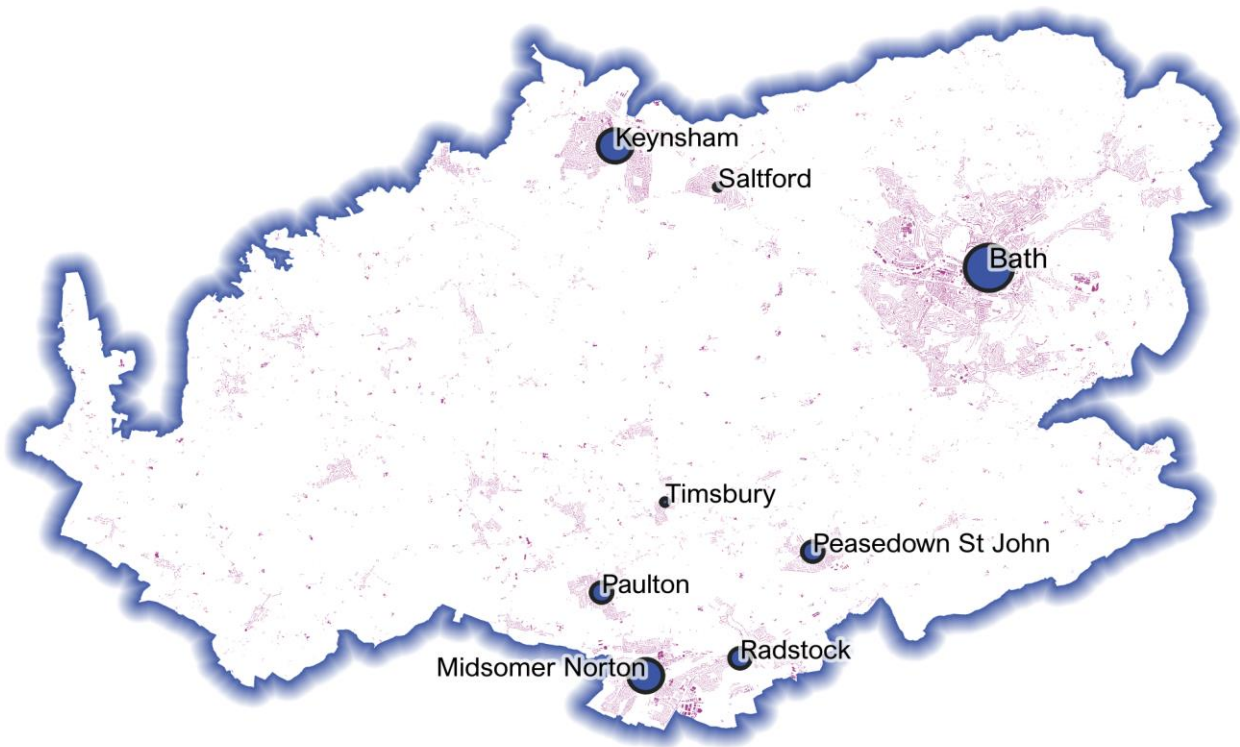 Keynsham
Saltford
Bath
Timsbury
Peasedown St John
Paulton
Radstock
Midsomer Norton